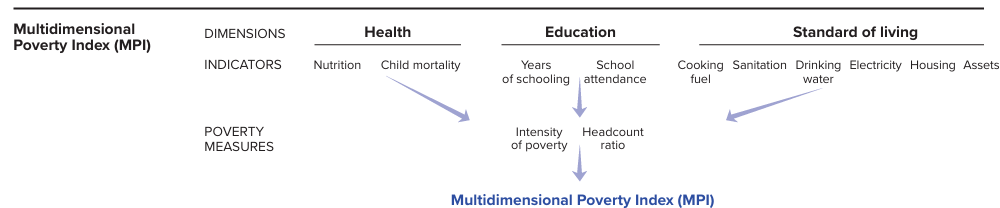 Multidimensional
Poverty Index (MPI)
DIMENSIONS
Health
Education
Standard of living
INDICATORS
Nutrition
Child mortality
Years
of schooling
School
attendance
Cooking
fuel
Sanitation
Drinking
water
Electricity
Housing
Assets
POVERTY
MEASURES
Intensity
of poverty
Headcount
ratio
Multidimensional Poverty Index (MPI)